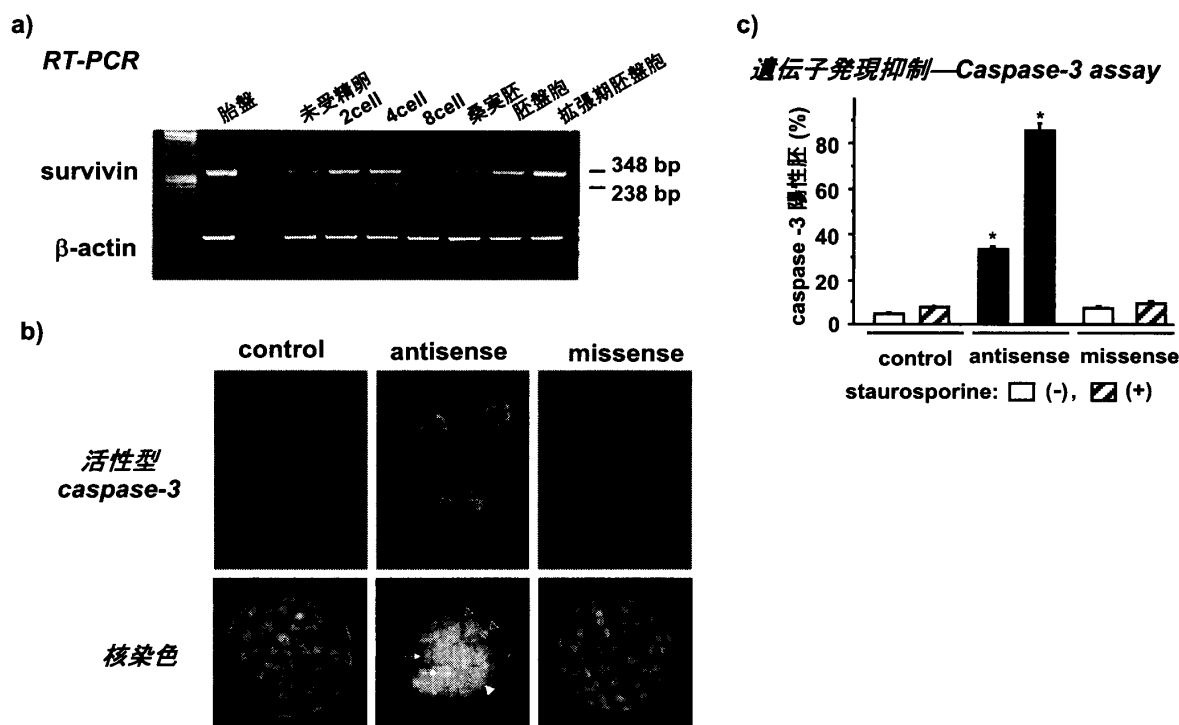 a)
RT-PCR
胎盤
未受精卵
2cell
4cell
8cell
桑実胚
胚盤胞
拡張期胚盤胞
survivin
348 bp
238 bp
β-actin
b)
control
antisense
missense
活性型
caspase-3
核染色
c)
遺伝子発現抑制—Caspase-3 assay
caspase -3 陽性胚 (%)
80
60
40
20
0
*
*
control
antisense
missense
staurosporine: (-), (+)